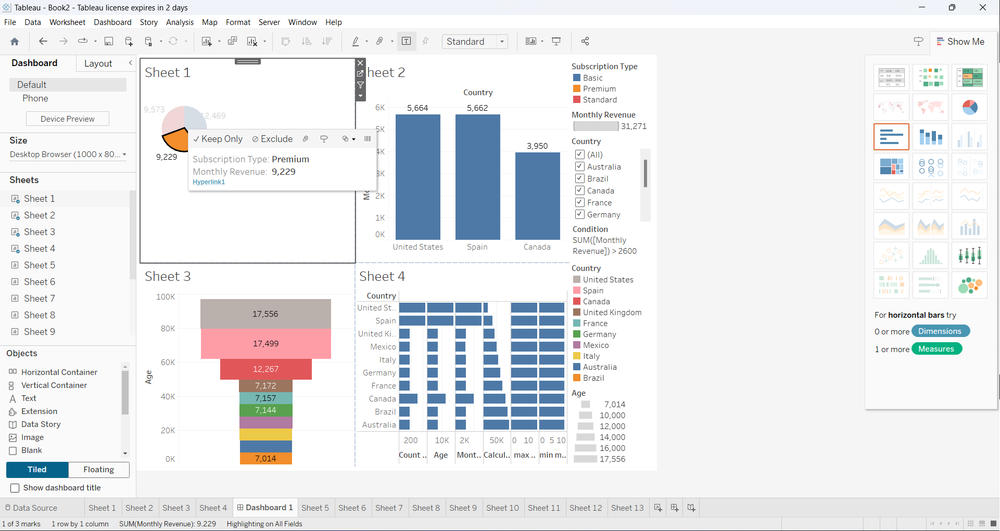 Tableau - Book2 - Tableau license expires in 2 days
File Data Worksheet Dashboard Story Analysis Map Format Server Window Help
Standard
Show Me
Dashboard Layout
Default
Phone
Device Preview
Size
Desktop Browser (1000 x 80...
Sheets
Sheet 1
Sheet 2
Sheet 3
Sheet 4
Sheet 5
Sheet 6
Sheet 7
Sheet 8
Sheet 9
Objects
Horizontal Container
Vertical Container
Text
Extension
Data Story
Image
Blank
Tiled Floating
Show dashboard title
Sheet 1
9,573
12,469
9,229
Keep Only Exclude
Subscription Type: Premium
Monthly Revenue: 9,229
Hyperlink1
heet 2
Country
6K
5K
4K
3K
2K
1K
0K
Mo
5,664
5,662
3,950
United States Spain Canada
Sheet 3
Age
100K
80K
60K
40K
20K
0K
17,556
17,499
12,267
7,172
7,157
7,144
7,014
Sheet 4
Country
United St..
Spain
United Ki..
Mexico
Italy
Germany
France
Canada
Brazil
Australia
200 10K 2K 50K 0 10 0 5 10
Count .. Age Mont.. Calcul.. max .. min m..
Subscription Type
Basic
Premium
Standard
Monthly Revenue
31,271
Country
(All)
Australia
Brazil
Canada
France
Germany
Condition
SUM([Monthly
Revenue]) > 2600
Country
United States
Spain
Canada
United Kingdom
France
Germany
Mexico
Italy
Australia
Brazil
Age
7,014
10,000
12,000
14,000
16,000
17,556
For horizontal bars try
0 or more Dimensions
1 or more Measures
Data Source Sheet 1 Sheet 2 Sheet 3 Sheet 4 Dashboard 1 Sheet 5 Sheet 6 Sheet 7 Sheet 8 Sheet 9 Sheet 10 Sheet 11 Sheet 12 Sheet 13
1 of 3 marks 1 row by 1 column SUM(Monthly Revenue): 9,229 Highlighting on All Fields